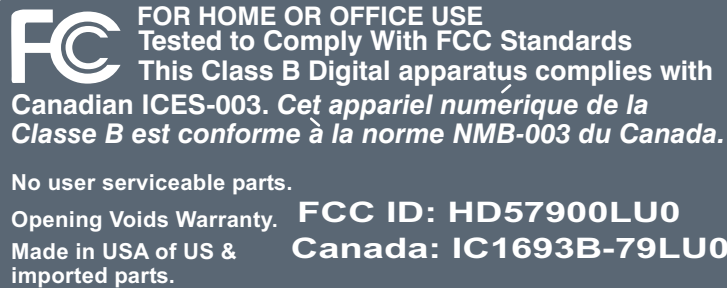 FC
FOR HOME OR OFFICE USE
Tested to Comply With FCC Standards
This Class B Digital apparatus complies with
Canadian ICES-003. Cet appareil numérique de la
Classe B est conforme à la norme NMB-003 du Canada.
No user serviceable parts.
Opening Voids Warranty. FCC ID: HD57900LU0
Made in USA of US & Canada: IC1693B-79LU0
imported parts.